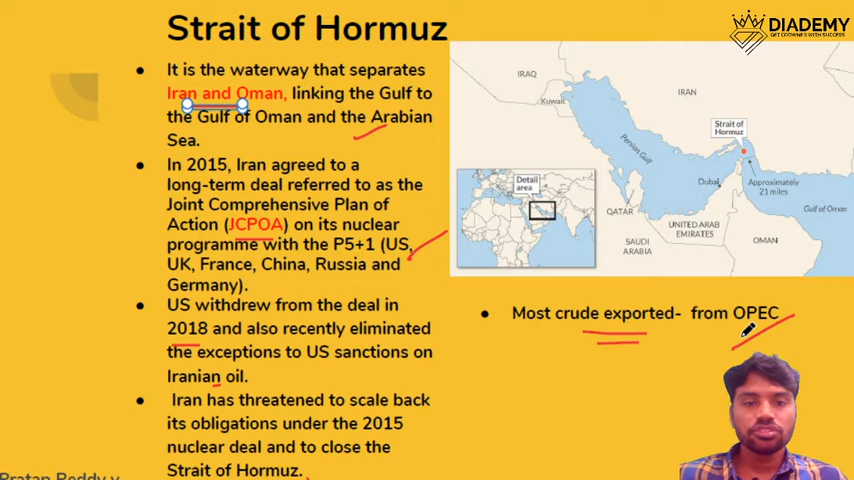 Strait of Hormuz
DIADEMY
GET CROWNED WITH SUCCESS
● It is the waterway that separates
Iran and Oman, linking the Gulf to
the Gulf of Oman and the Arabian
Sea.
● In 2015, Iran agreed to a
long-term deal referred to as the
Joint Comprehensive Plan of
Action (JCPOA) on its nuclear
programme with the P5+1 (US,
UK, France, China, Russia and
Germany).
● US withdrew from the deal in
2018 and also recently eliminated
the exceptions to US sanctions on
Iranian oil.
● Iran has threatened to scale back
its obligations under the 2015
nuclear deal and to close the
Strait of Hormuz.
IRAQ
IRAN
Kuwait
Strait of
Hormuz
Persian Gulf
Detail
area
Dubai
Approximately
21 miles
QATAR
Gulf of Oman
UNITED ARAB
EMIRATES
SAUDI
ARABIA
OMAN
● Most crude exported- from OPEC
Pratap Reddy v